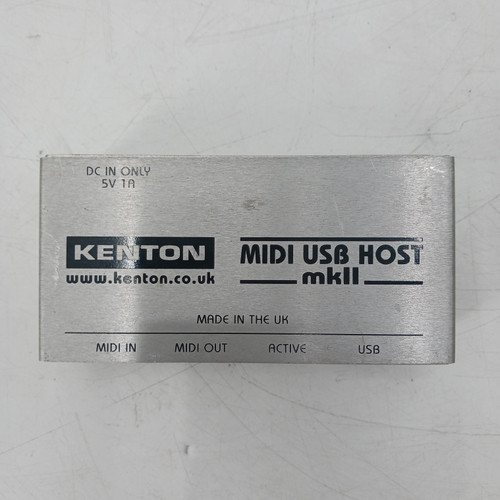 DC IN ONLY
5V 1A
KENTON
www.kenton.co.uk
MIDI USB HOST
mkII
MADE IN THE UK
MIDI IN MIDI OUT ACTIVE USB